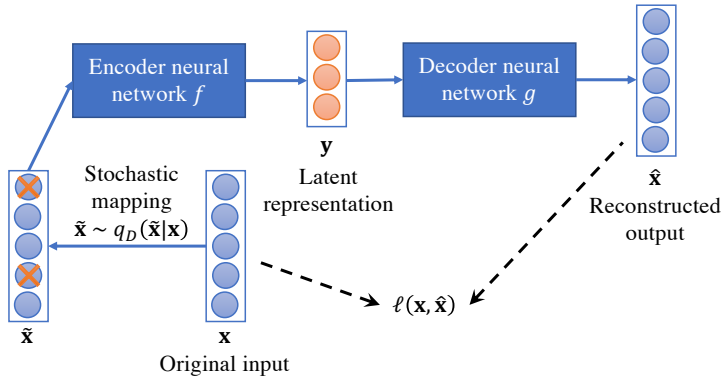 Encoder neural
network f
Decoder neural
network g
y
Latent
representation
x̂
Reconstructed
output
Stochastic
mapping
x̃ ~ q_D(x̃|x)
x̃
x
Original input
ℓ(x, x̂)